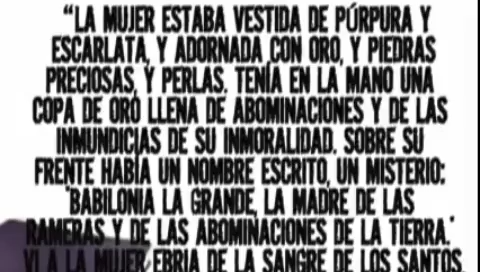 “LA MUJER ESTABA VESTIDA DE PÚRPURA Y
ESCARLATA, Y ADORNADA CON ORO, Y PIEDRAS
PRECIOSAS, Y PERLAS. TENÍA EN LA MANO UNA
COPA DE ORO LLENA DE ABOMINACIONES Y DE LAS
INMUNDICIAS DE SU INMORALIDAD. SOBRE SU
FRENTE HABÍA UN NOMBRE ESCRITO, UN MISTERIO:
"BABILONIA LA GRANDE, LA MADRE DE LAS
RAMERAS Y DE LAS ABOMINACIONES DE LA TIERRA."
VI A LA MUJER EBRIA DE LA SANGRE DE LOS SANTOS,